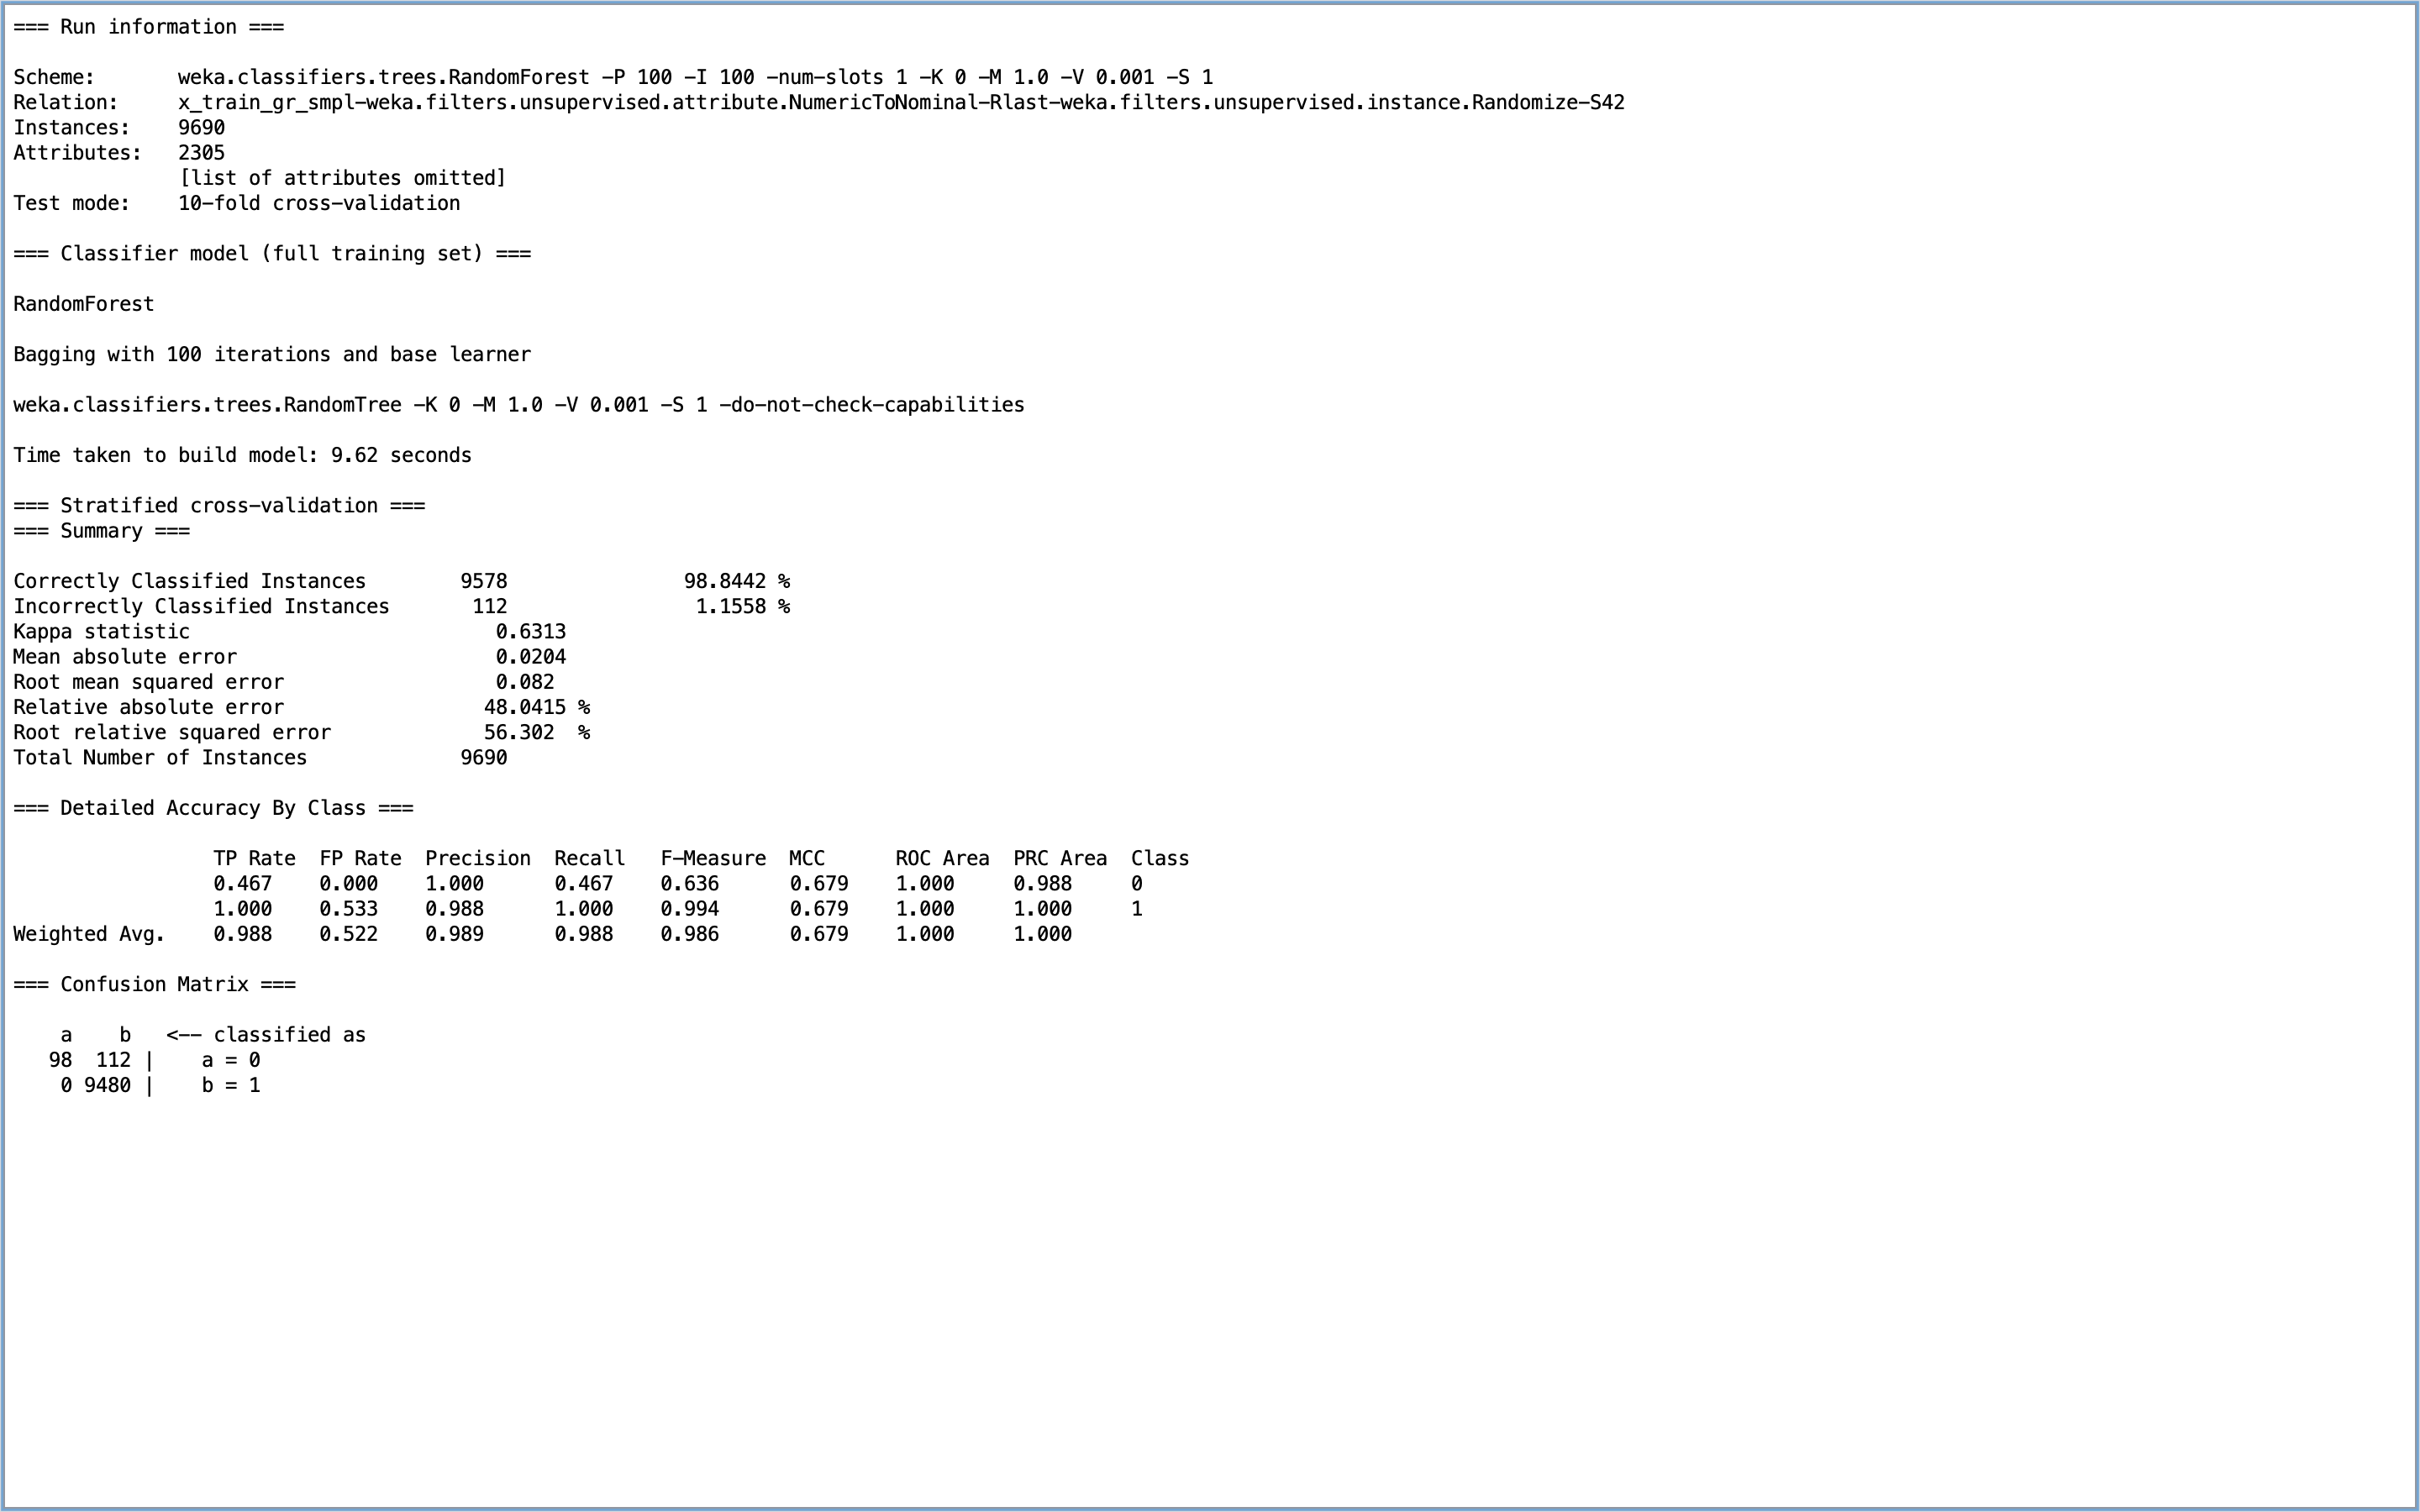 === Run information ===
Scheme:       weka.classifiers.trees.RandomForest -P 100 -I 100 -num-slots 1 -K 0 -M 1.0 -V 0.001 -S 1
Relation:     x_train_gr_smpl-weka.filters.unsupervised.attribute.NumericToNominal-Rlast-weka.filters.unsupervised.instance.Randomize-S42
Instances:    9690
Attributes:   2305
              [list of attributes omitted]
Test mode:    10-fold cross-validation
=== Classifier model (full training set) ===
RandomForest
Bagging with 100 iterations and base learner
weka.classifiers.trees.RandomTree -K 0 -M 1.0 -V 0.001 -S 1 -do-not-check-capabilities
Time taken to build model: 9.62 seconds
=== Stratified cross-validation ===
=== Summary ===
Correctly Classified Instances        9578               98.8442 %
Incorrectly Classified Instances       112                1.1558 %
Kappa statistic                          0.6313
Mean absolute error                      0.0204
Root mean squared error                  0.082
Relative absolute error                 48.0415 %
Root relative squared error             56.302  %
Total Number of Instances             9690
=== Detailed Accuracy By Class ===
                 TP Rate  FP Rate  Precision  Recall   F-Measure  MCC      ROC Area  PRC Area  Class
                 0.467    0.000    1.000      0.467    0.636      0.679    1.000     0.988     0
                 1.000    0.533    0.988      1.000    0.994      0.679    1.000     1.000     1
Weighted Avg.    0.988    0.522    0.989      0.988    0.986      0.679    1.000     1.000
=== Confusion Matrix ===
    a    b   <-- classified as
   98  112 |    a = 0
    0 9480 |    b = 1